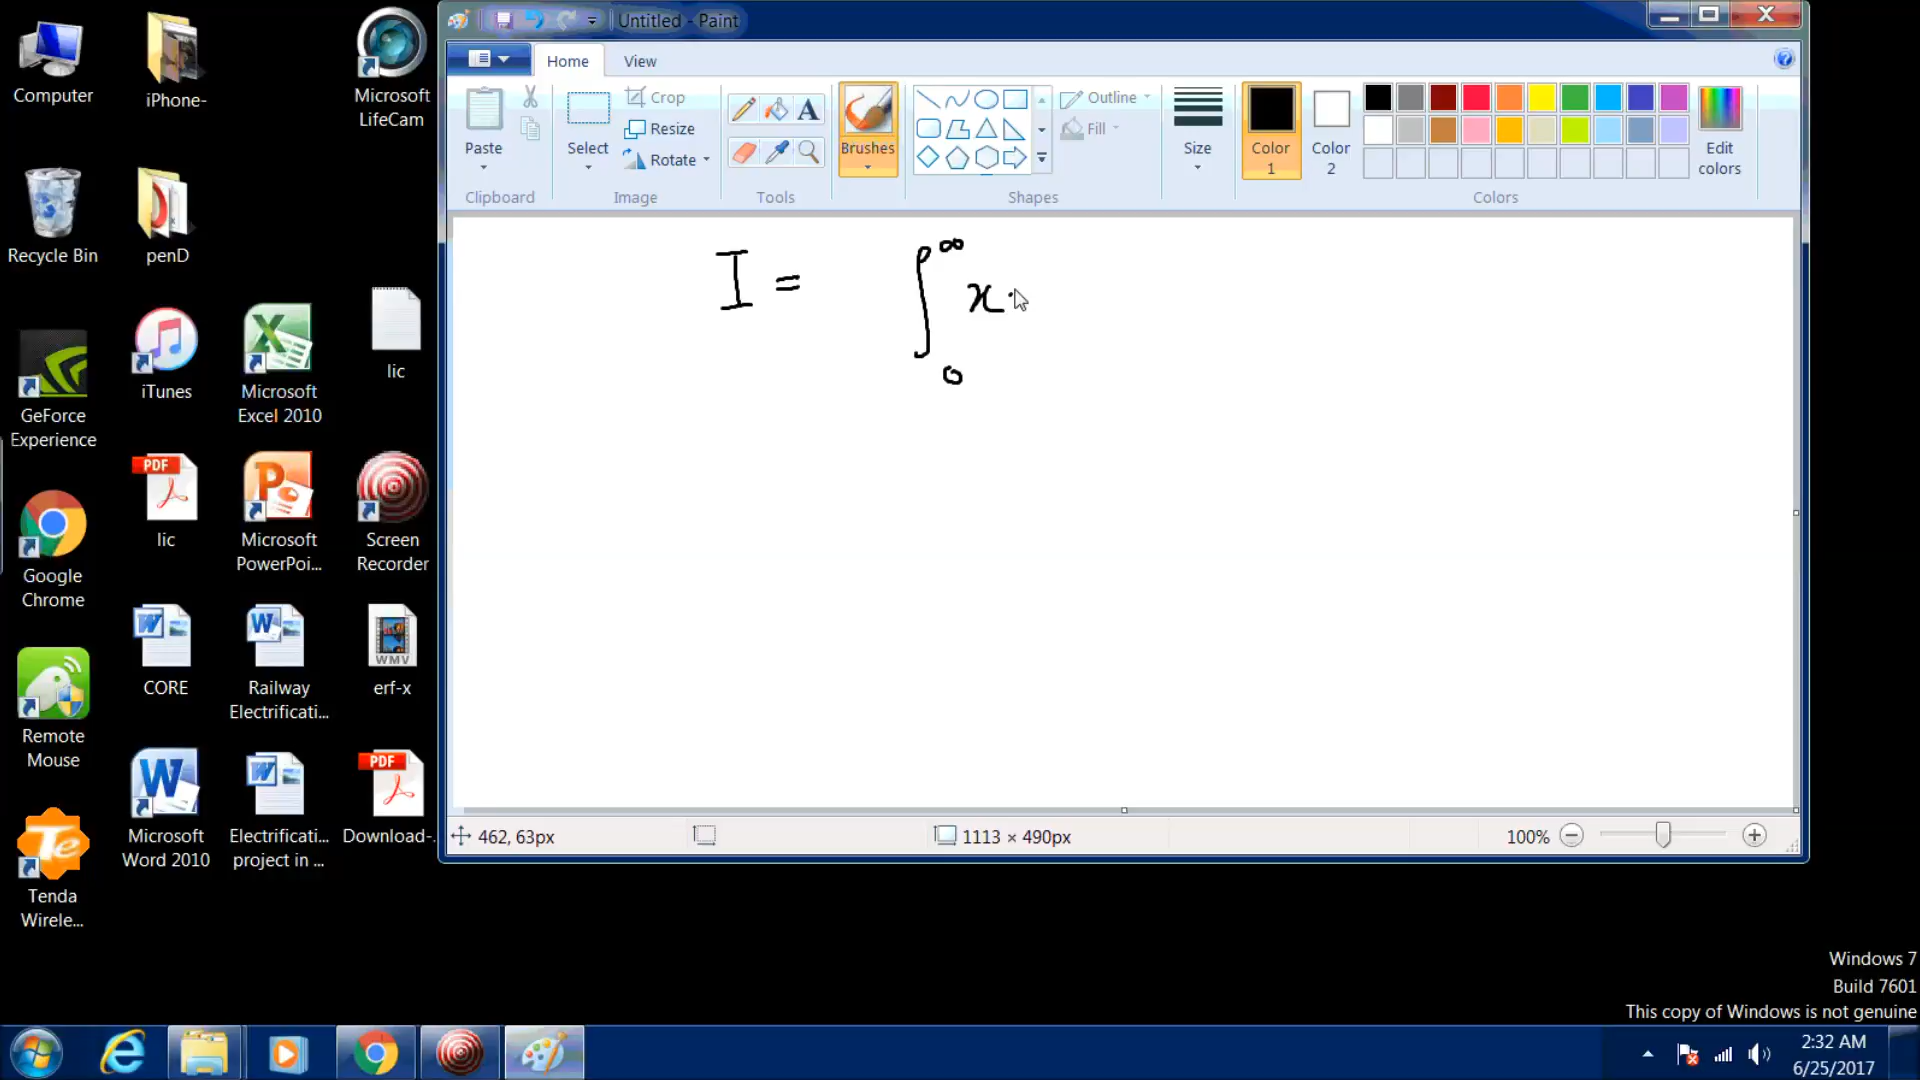 Untitled - Paint
Home View
Paste
Select
Crop
Resize
Rotate
A
Brushes
Outline
Fill
Size
Color 1
Color 2
Edit colors
Clipboard Image Tools Shapes Colors
I = ∫₀^∞ x
462, 63px
1113 × 490px
100%
Computer
iPhone-
Microsoft LifeCam
Recycle Bin
penD
GeForce Experience
iTunes
Microsoft Excel 2010
lic
Google Chrome
PDF
lic
Microsoft PowerPoi...
Screen Recorder
Remote Mouse
CORE
Railway Electrificati...
WMV
erf-x
Tenda Wirele...
Microsoft Word 2010
Electrificati... project in ...
PDF
Download-...
Windows 7
Build 7601
This copy of Windows is not genuine
2:32 AM
6/25/2017